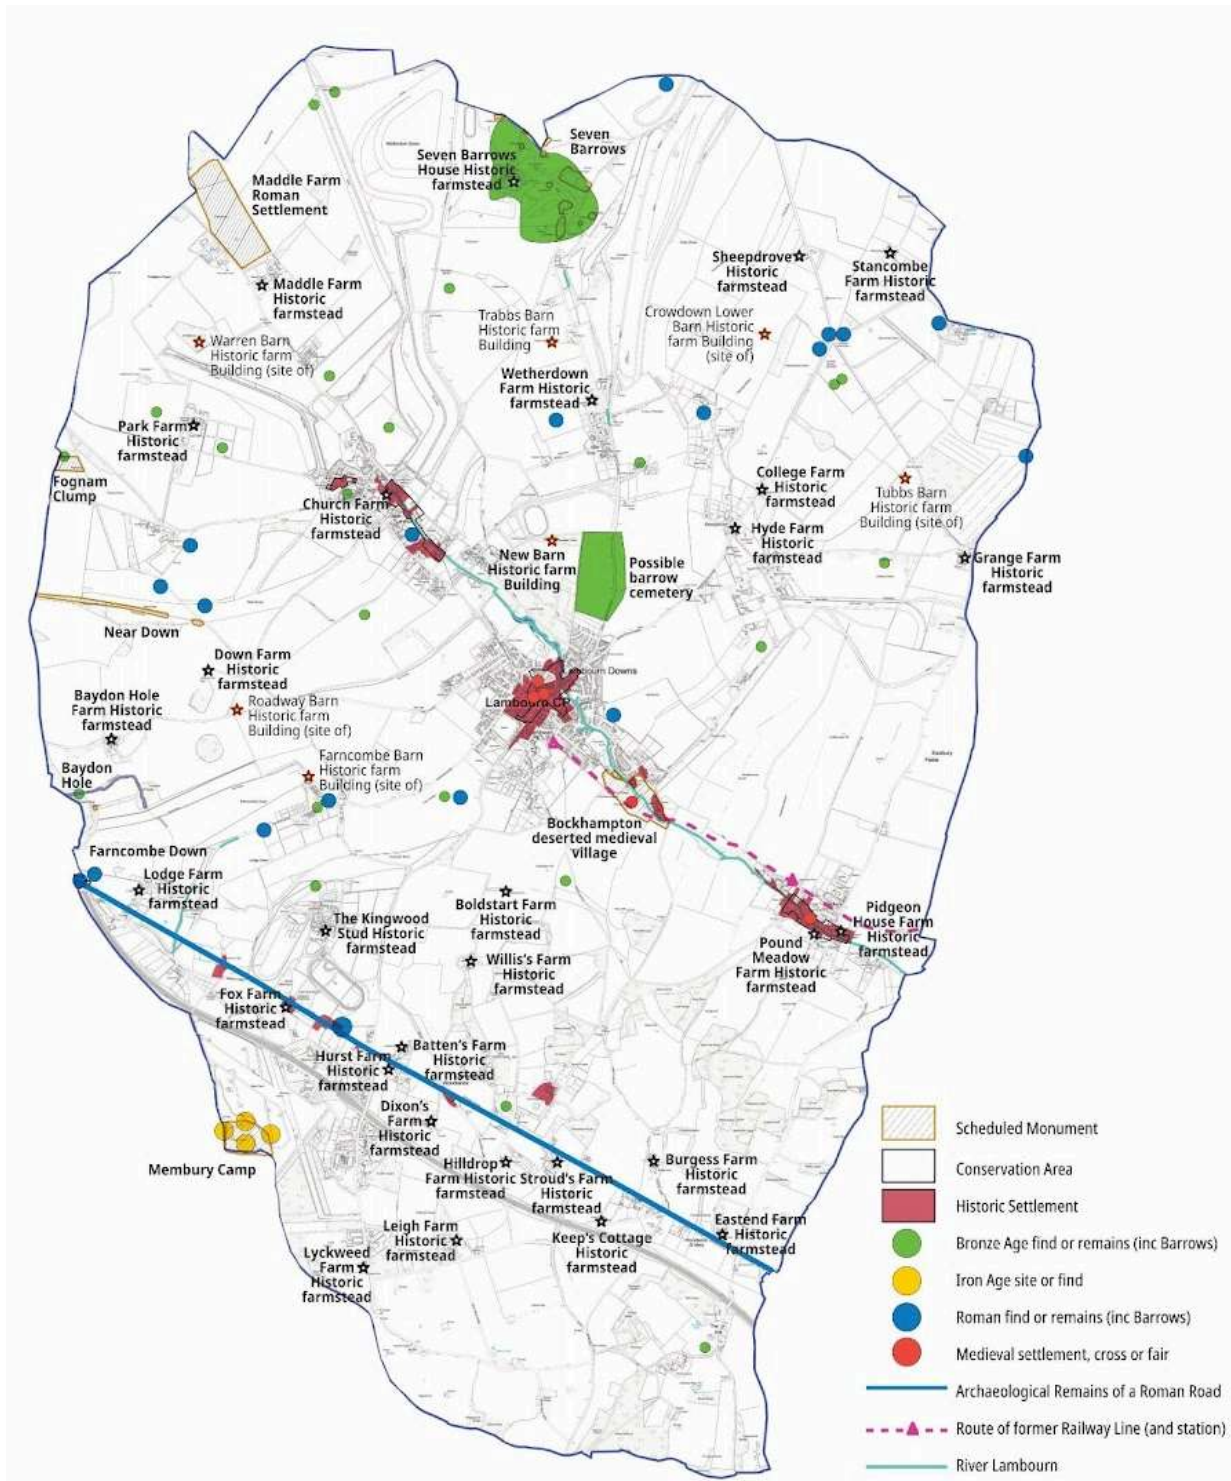 Seven
Barrows
Seven Barrows
House Historic
farmstead
Maddle Farm
Roman
Settlement
Sheepdrove
Historic
farmstead
Stancombe
Farm Historic
farmstead
Maddle Farm
Historic
farmstead
Trabbs Barn
Historic farm
Building
Crowdown Lower
Barn Historic
farm Building
(site of)
Warren Barn
Historic farm
Building (site of)
Wetherdown
Farm Historic
farmstead
Park Farm
Historic
farmstead
Fognam
Clump
Church Farm
Historic
farmstead
College Farm
Historic
farmstead
Tubbs Barn
Historic farm
Building (site of)
Hyde Farm
Historic
farmstead
New Barn
Historic farm
Building
Possible
barrow
cemetery
Grange Farm
Historic
farmstead
Near Down
Down Farm
Historic
farmstead
Baydon Hole
Farm Historic
farmstead
Roadway Barn
Historic farm
Building (site of)
Lambourn CP
Farncombe Barn
Historic farm
Building (site of)
Baydon
Hole
Bockhampton
deserted medieval
village
Farncombe Down
Lodge Farm
Historic
farmstead
Boldstart Farm
Historic
farmstead
The Kingwood
Stud Historic
farmstead
Pidgeon
House Farm
Historic
farmstead
Pound
Meadow
Farm Historic
farmstead
Willis's Farm
Historic
farmstead
Fox Farm
Historic
farmstead
Batten's Farm
Historic
farmstead
Hurst Farm
Historic
farmstead
Dixon's
Farm
Historic
farmstead
Membury Camp
Hilldrop
Farm Historic
farmstead
Stroud's Farm
Historic
farmstead
Burgess Farm
Historic
farmstead
Leigh Farm
Historic
farmstead
Keep's Cottage
Historic
farmstead
Eastend Farm
Historic
farmstead
Lyckweed
Farm
Historic
farmstead
Scheduled Monument
Conservation Area
Historic Settlement
Bronze Age find or remains (inc Barrows)
Iron Age site or find
Roman find or remains (inc Barrows)
Medieval settlement, cross or fair
Archaeological Remains of a Roman Road
Route of former Railway Line (and station)
River Lambourn